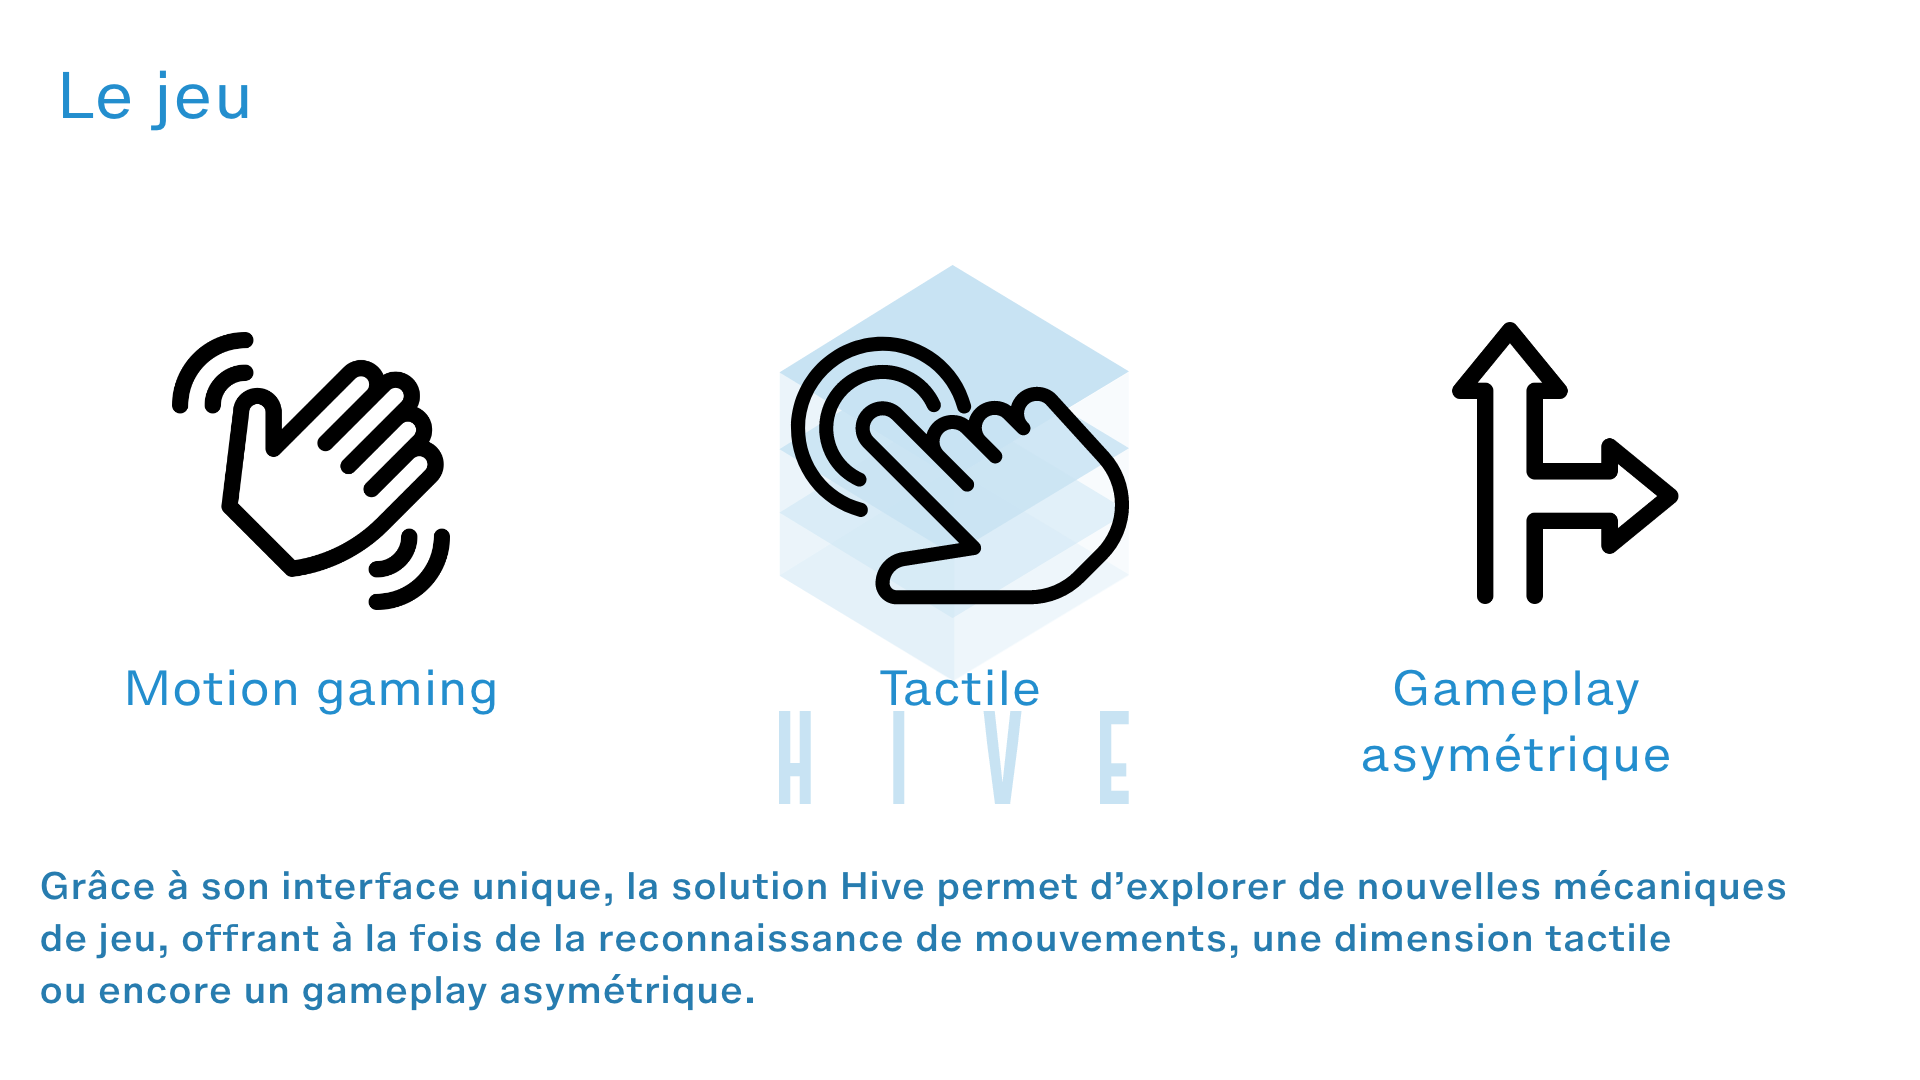 Le jeu
Motion gaming
Tactile
Gameplay
asymétrique
HIVE
Grâce à son interface unique, la solution Hive permet d’explorer de nouvelles mécaniques
de jeu, offrant à la fois de la reconnaissance de mouvements, une dimension tactile
ou encore un gameplay asymétrique.